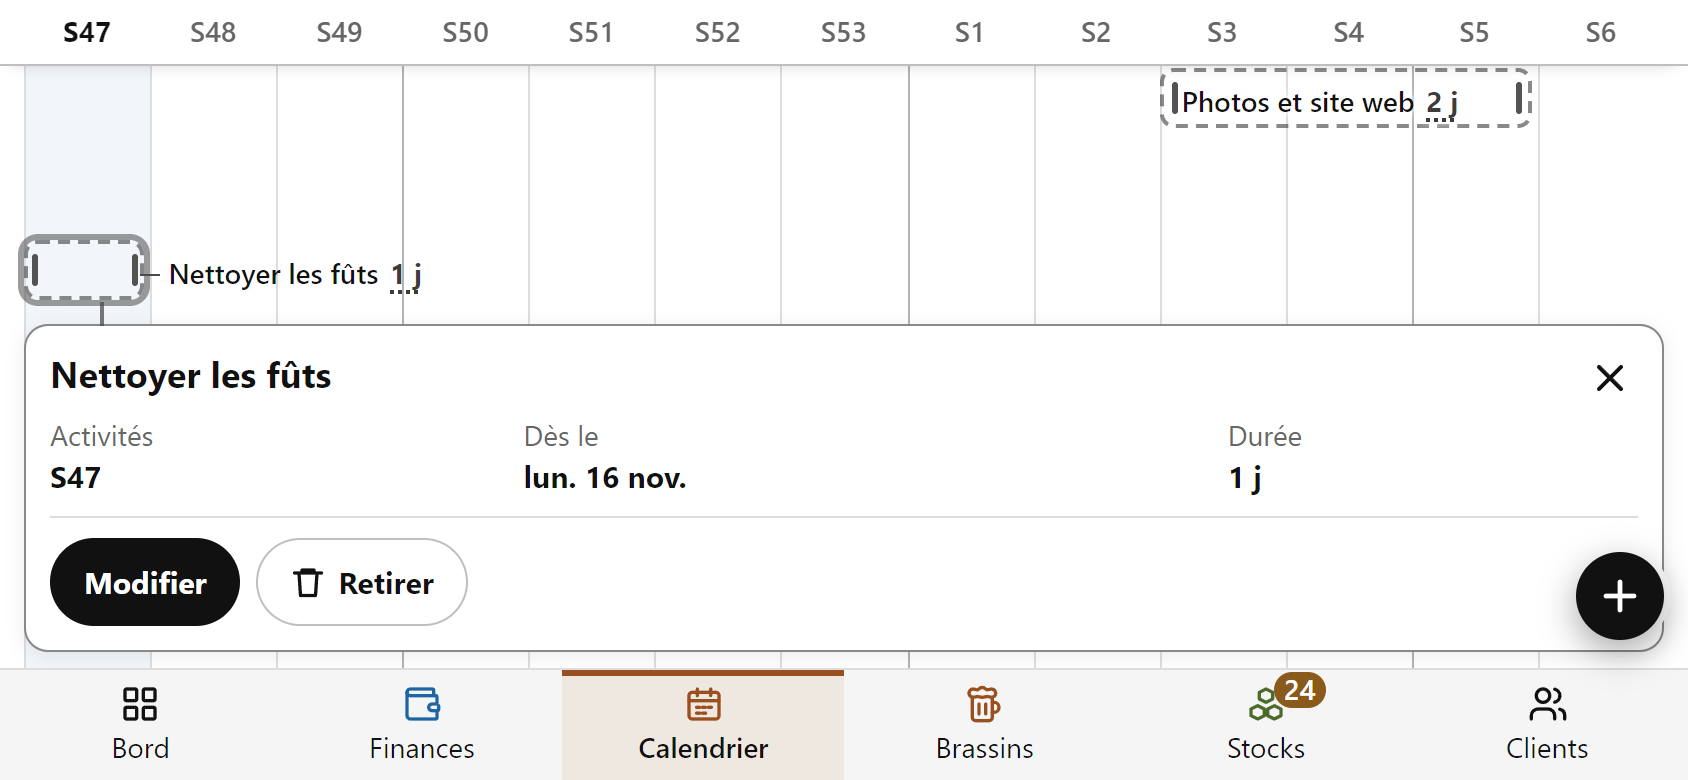 S47 S48 S49 S50 S51 S52 S53 S1 S2 S3 S4 S5 S6
Photos et site web 2 j
Nettoyer les fûts 1 j
Nettoyer les fûts
Activités Dès le Durée
S47 lun. 16 nov. 1 j
Modifier Retirer
24
Bord Finances Calendrier Brassins Stocks Clients